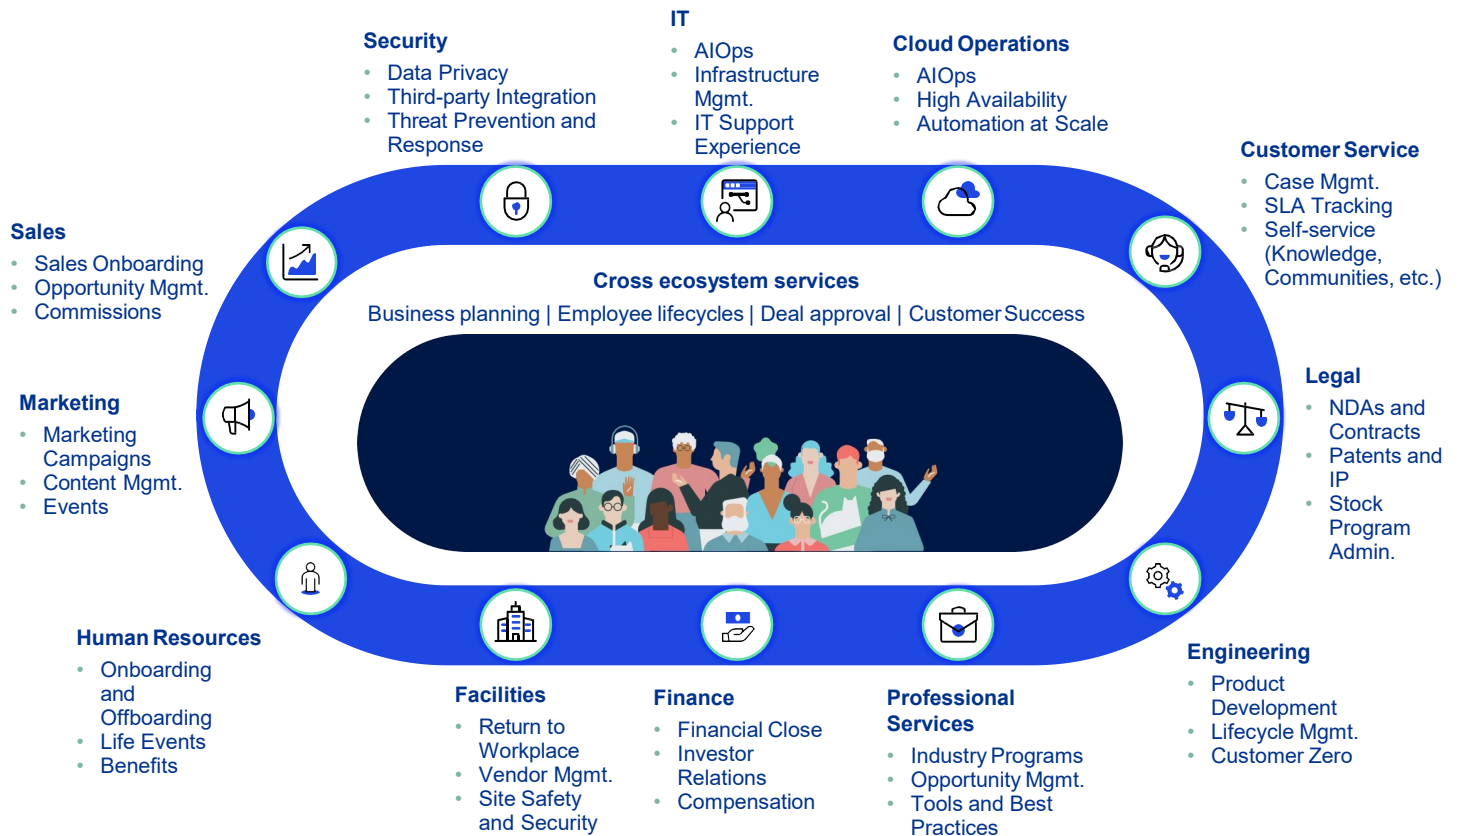 IT
AIOps
Infrastructure
Mgmt.
IT Support
Experience
Security
Data Privacy
Third-party Integration
Threat Prevention and
Response
Cloud Operations
AIOps
High Availability
Automation at Scale
Customer Service
Case Mgmt.
SLA Tracking
Self-service
(Knowledge,
Communities, etc.)
Sales
Sales Onboarding
Opportunity Mgmt.
Commissions
Cross ecosystem services
Business planning | Employee lifecycles | Deal approval | Customer Success
Legal
NDAs and
Contracts
Patents and
IP
Stock
Program
Admin.
Marketing
Marketing
Campaigns
Content Mgmt.
Events
Human Resources
Onboarding
and
Offboarding
Life Events
Benefits
Facilities
Return to
Workplace
Vendor Mgmt.
Site Safety
and Security
Finance
Financial Close
Investor
Relations
Compensation
Professional
Services
Industry Programs
Opportunity Mgmt.
Tools and Best
Practices
Engineering
Product
Development
Lifecycle Mgmt.
Customer Zero